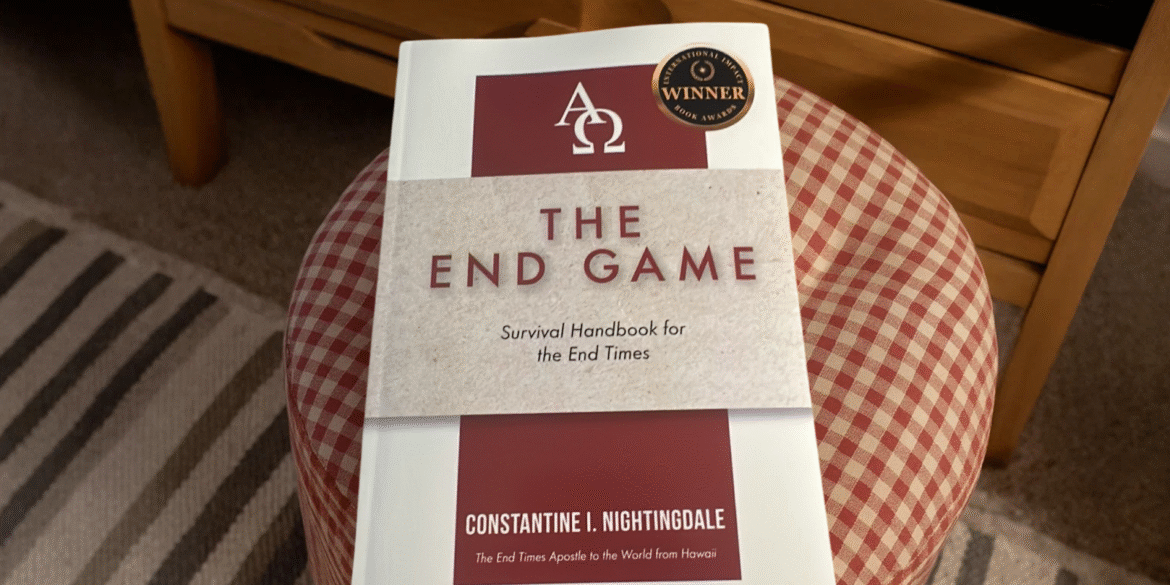 ΑΩ
INTERNATIONAL IMPACT
WINNER
BOOK AWARDS
THE
END GAME
Survival Handbook for
the End Times
CONSTANTINE I. NIGHTINGDALE
The End Times Apostle to the World from Hawaii